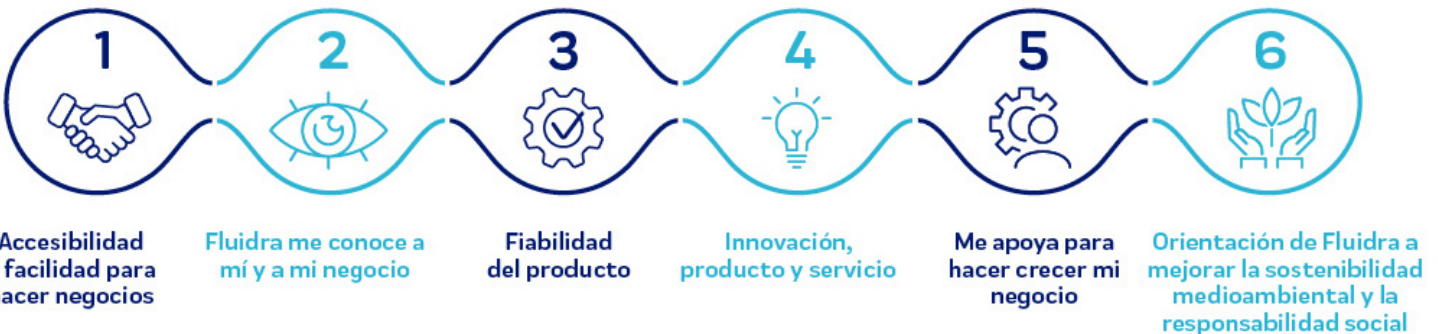 1
2
3
4
5
6
Accesibilidad
facilidad para
acer negocios
Fluidra me conoce a
mí y a mi negocio
Fiabilidad
del producto
Innovación,
producto y servicio
Me apoya para
hacer crecer mi
negocio
Orientación de Fluidra a
mejorar la sostenibilidad
medioambiental y la
responsabilidad social